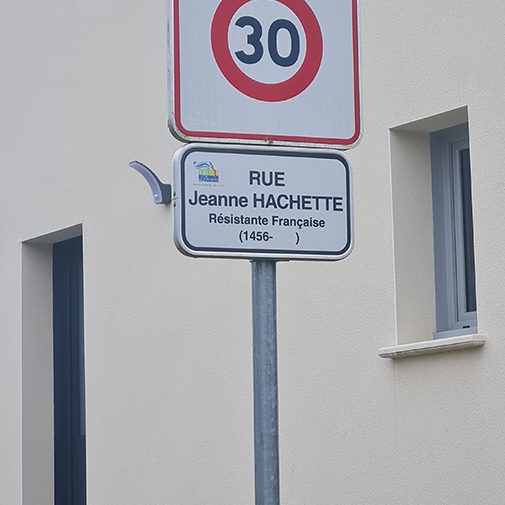 30
RUE
Jeanne HACHETTE
Résistante Française
(1456- )